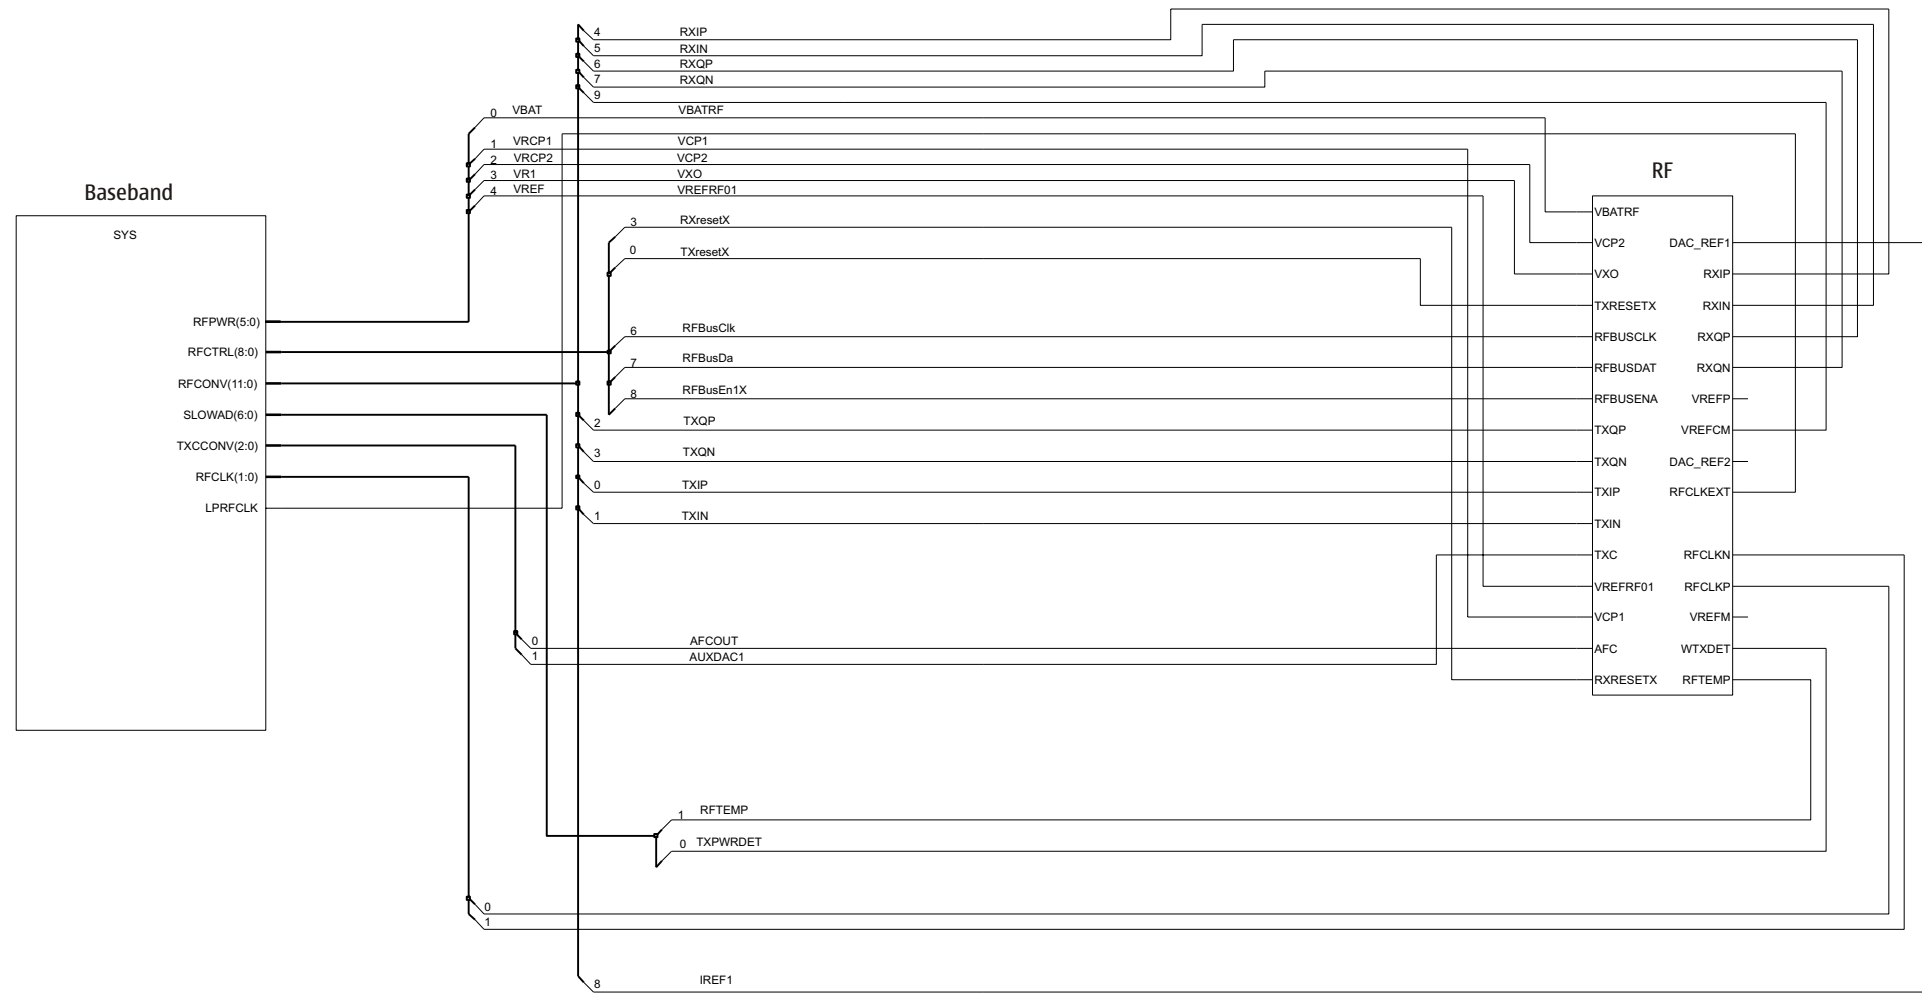 4 RXIP
5 RXIN
6 RXQP
7 RXQN
9
0 VBAT VBATRF
1 VRCP1 VCP1
2 VRCP2 VCP2
3 VR1 VXO
4 VREF VREFRF01
Baseband
SYS
RFPWR(5:0)
RFCTRL(8:0)
RFCONV(11:0)
SLOWAD(6:0)
TXCCONV(2:0)
RFCLK(1:0)
LPRFCLK
3 RXresetX
0 TXresetX
6 RFBusClk
7 RFBusDa
8 RFBusEn1X
2 TXQP
3 TXQN
0 TXIP
1 TXIN
0 AFCOUT
1 AUXDAC1
1 RFTEMP
0 TXPWRDET
0
1
8 IREF1
RF
VBATRF
VCP2 DAC_REF1
VXO RXIP
TXRESETX RXIN
RFBUSCLK RXQP
RFBUSDAT RXQN
RFBUSENA VREFP
TXQP VREFCM
TXQN DAC_REF2
TXIP RFCLKEXT
TXIN
TXC RFCLKN
VREFRF01 RFCLKP
VCP1 VREFM
AFC WTXDET
RXRESETX RFTEMP